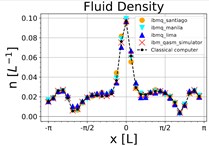 Fluid Density
n [L⁻¹]
0.10
0.08
0.06
0.04
0.02
0.00
ibmq_santiago
ibmq_manila
ibmq_lima
ibm_qasm_simulator
Classical computer
-π -π/2 0 π/2 π
x [L]